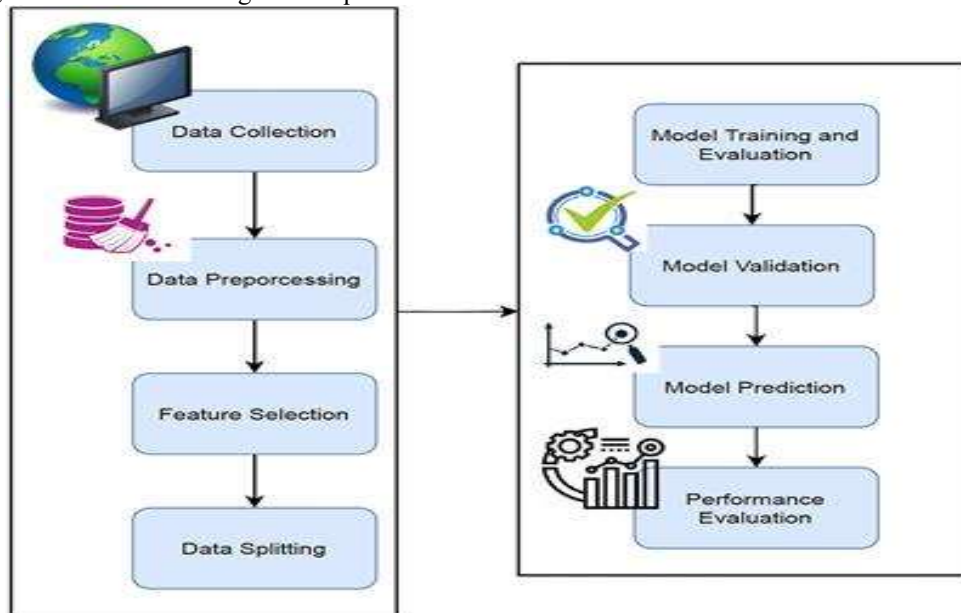 Data Collection
Data Preporcessing
Feature Selection
Data Splitting
Model Training and
Evaluation
Model Validation
Model Prediction
Performance
Evaluation